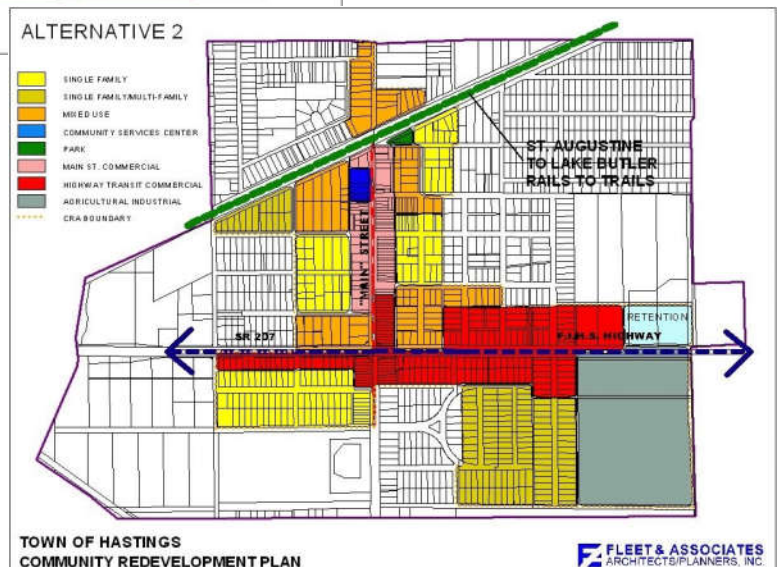 ALTERNATIVE 2
SINGLE FAMILY
SINGLE FAMILY/MULTI-FAMILY
MIXED USE
COMMUNITY SERVICES CENTER
PARK
MAIN ST. COMMERCIAL
HIGHWAY TRANSIT COMMERCIAL
AGRICULTURAL INDUSTRIAL
CRA BOUNDARY
ST. AUGUSTINE
TO LAKE BUTLER
RAILS TO TRAILS
"MAIN" STREET
RETENTION
SR 207
F.I.H.S. HIGHWAY
TOWN OF HASTINGS
COMMUNITY REDEVELOPMENT PLAN
FLEET & ASSOCIATES
ARCHITECTS/PLANNERS, INC.